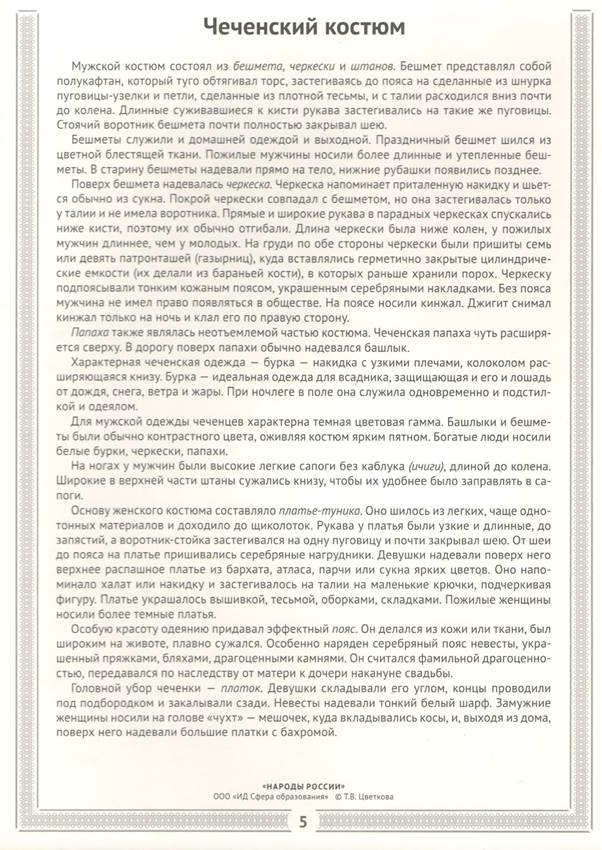 Чеченский костюм
Мужской костюм состоял из бешмета, черкески и штанов. Бешмет представлял собой
полукафтан, который туго обтягивал торс, застегиваясь до пояса на сделанные из шнурка
пуговицы-узелки и петли, сделанные из плотной тесьмы, и с талии расходился вниз почти
до колена. Длинные суживавшиеся к кисти рукава застегивались на такие же пуговицы.
Стоячий воротник бешмета почти полностью закрывал шею.
Бешметы служили и домашней одеждой и выходной. Праздничный бешмет шился из
цветной блестящей ткани. Пожилые мужчины носили более длинные и утепленные беш-
меты. В старину бешметы надевали прямо на тело, нижние рубашки появились позднее.
Поверх бешмета надевалась черкеска. Черкеска напоминает приталенную накидку и шьет-
ся обычно из сукна. Покрой черкески совпадал с бешметом, но она застегивалась только
у талии и не имела воротника. Прямые и широкие рукава в парадных черкесках спускались
ниже кисти, поэтому их обычно отгибали. Длина черкески была ниже колен, у пожилых
мужчин длиннее, чем у молодых. На груди по обе стороны черкески были пришиты семь
или девять патронташей (газырниц), куда вставлялись герметично закрытые цилиндриче-
ские емкости (их делали из бараньей кости), в которых раньше хранили порох. Черкеску
подпоясывали тонким кожаным поясом, украшенным серебряными накладками. Без пояса
мужчина не имел право появляться в обществе. На поясе носили кинжал. Джигит снимал
кинжал только на ночь и клал его по правую сторону.
Папаха также являлась неотъемлемой частью костюма. Чеченская папаха чуть расширя-
ется сверху. В дорогу поверх папахи обычно надевался башлык.
Характерная чеченская одежда — бурка — накидка с узкими плечами, колоколом рас-
ширяющаяся книзу. Бурка — идеальная одежда для всадника, защищающая и его и лошадь
от дождя, снега, ветра и жары. При ночлеге в поле она служила одновременно и подстил-
кой и одеялом.
Для мужской одежды чеченцев характерна темная цветовая гамма. Башлыки и бешме-
ты были обычно контрастного цвета, оживляя костюм ярким пятном. Богатые люди носили
белые бурки, черкески, папахи.
На ногах у мужчин были высокие легкие сапоги без каблука (ичиги), длиной до колена.
Широкие в верхней части штаны сужались книзу, чтобы их удобнее было заправлять в са-
поги.
Основу женского костюма составляло платье-туника. Оно шилось из легких, чаще одно-
тонных материалов и доходило до щиколоток. Рукава у платья были узкие и длинные, до
запястий, а воротник-стойка застегивался на одну пуговицу и почти закрывал шею. От шеи
до пояса на платье пришивались серебряные нагрудники. Девушки надевали поверх него
верхнее распашное платье из бархата, атласа, парчи или сукна ярких цветов. Оно напо-
минало халат или накидку и застегивалось на талии на маленькие крючки, подчеркивая
фигуру. Платье украшалось вышивкой, тесьмой, оборками, складками. Пожилые женщины
носили более темные платья.
Особую красоту одеянию придавал эффектный пояс. Он делался из кожи или ткани, был
широким на животе, плавно сужался. Особенно наряден серебряный пояс невесты, укра-
шенный пряжками, бляхами, драгоценными камнями. Он считался фамильной драгоценно-
стью, передавался по наследству от матери к дочери накануне свадьбы.
Головной убор чеченки — платок. Девушки складывали его углом, концы проводили
под подбородком и закалывали сзади. Невесты надевали тонкий белый шарф. Замужние
женщины носили на голове «чухт» — мешочек, куда вкладывались косы, и, выходя из дома,
поверх него надевали большие платки с бахромой.
«НАРОДЫ РОССИИ»
ООО «ИД Сфера образования» © Т.В. Цветкова
5